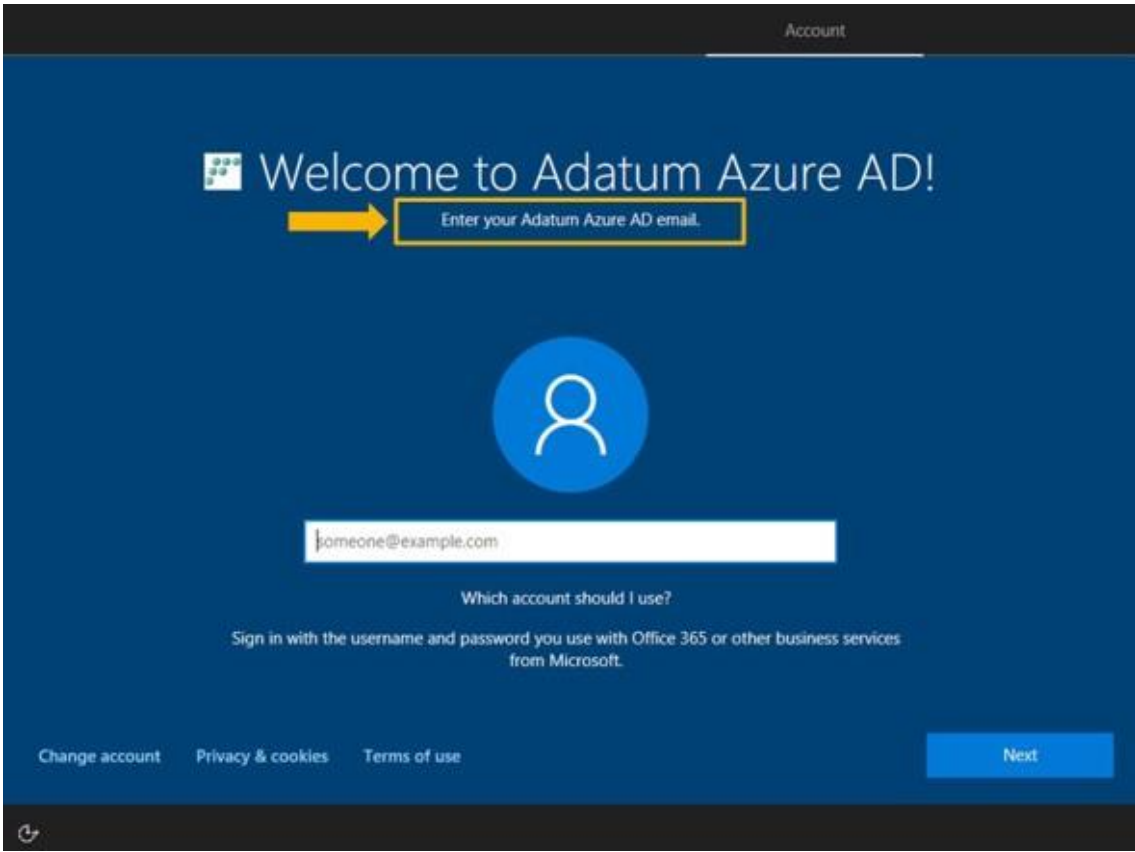 Account
Welcome to Adatum Azure AD!
Enter your Adatum Azure AD email.
someone@example.com
Which account should I use?
Sign in with the username and password you use with Office 365 or other business services
from Microsoft.
Change account Privacy & cookies Terms of use Next